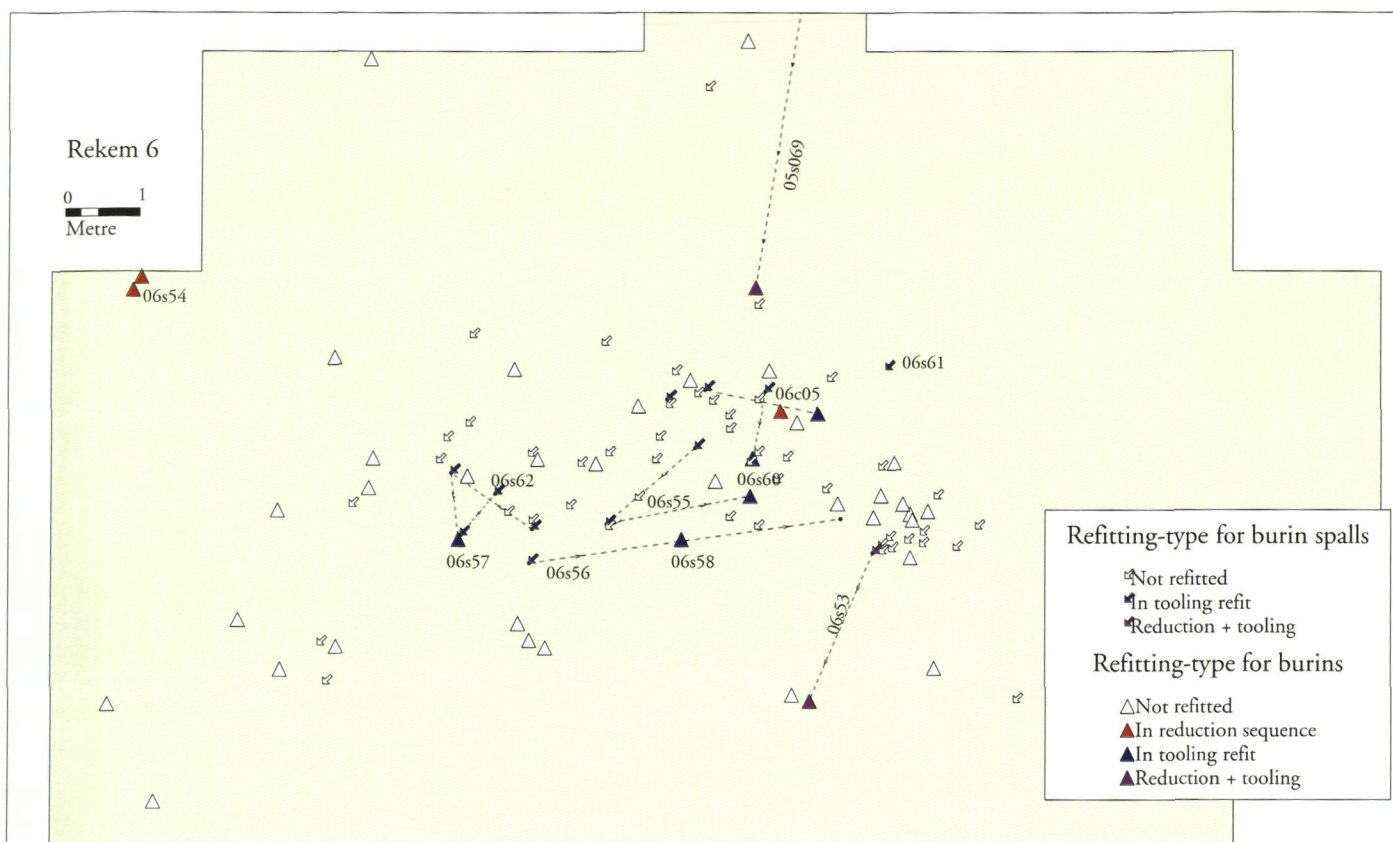 05s069
Rekem 6
0 1
Metre
06s54
06s61
06c05
06s60
06s62
06s55
06s57
06s56
06s58
06s53
Refitting-type for burin spalls
Not refitted
In tooling refit
Reduction + tooling
Refitting-type for burins
Not refitted
In reduction sequence
In tooling refit
Reduction + tooling